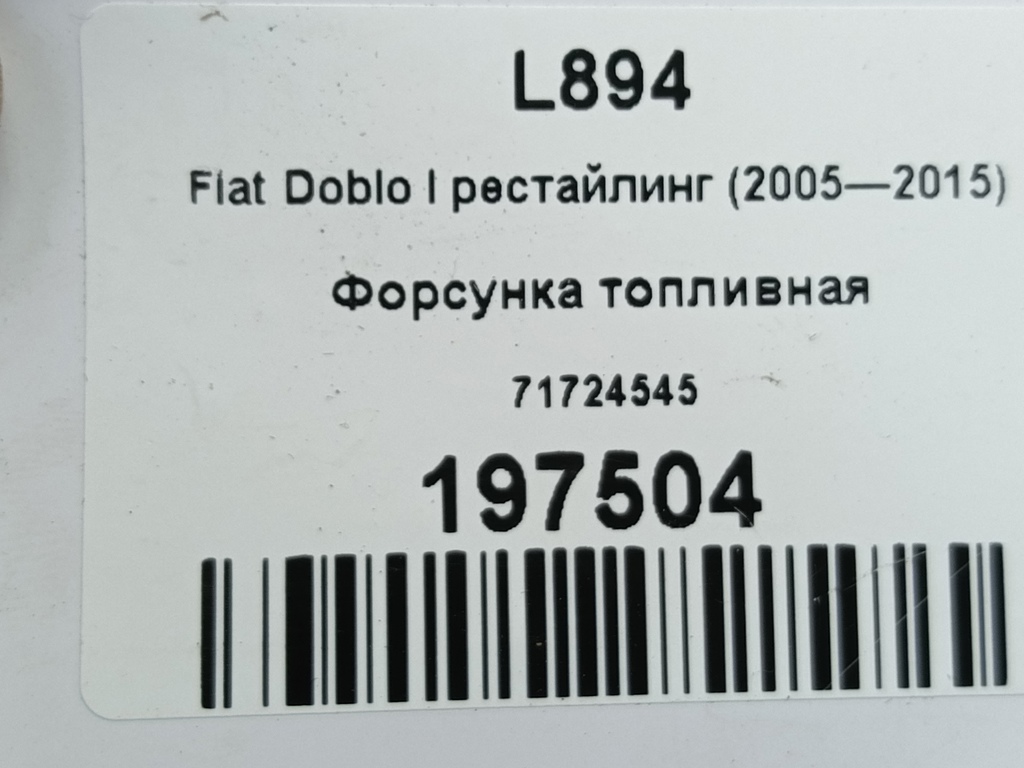 L894
Fiat Doblo I рестайлинг (2005—2015)
Форсунка топливная
71724545
197504